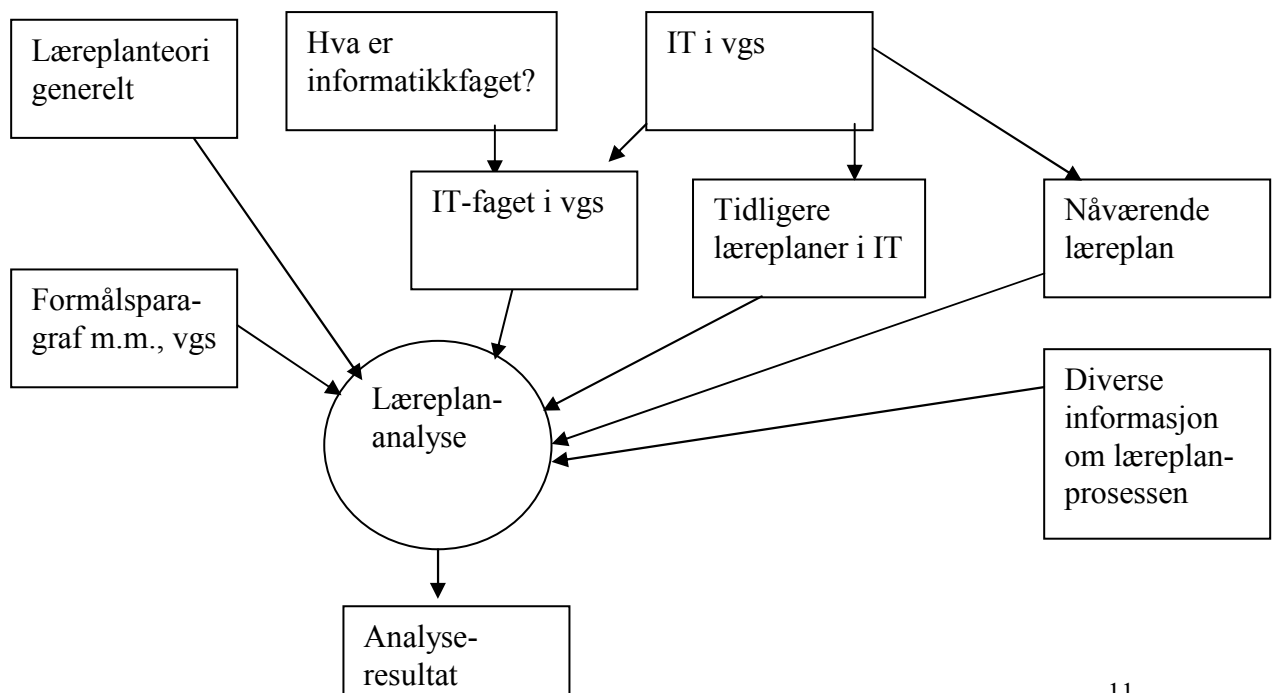 Læreplanteori
generelt
Hva er
informatikkfaget?
IT i vgs
IT-faget i vgs
Tidligere
læreplaner i IT
Nåværende
læreplan
Formålspara-
graf m.m., vgs
Læreplan-
analyse
Diverse
informasjon
om læreplan-
prosessen
Analyse-
resultat
11